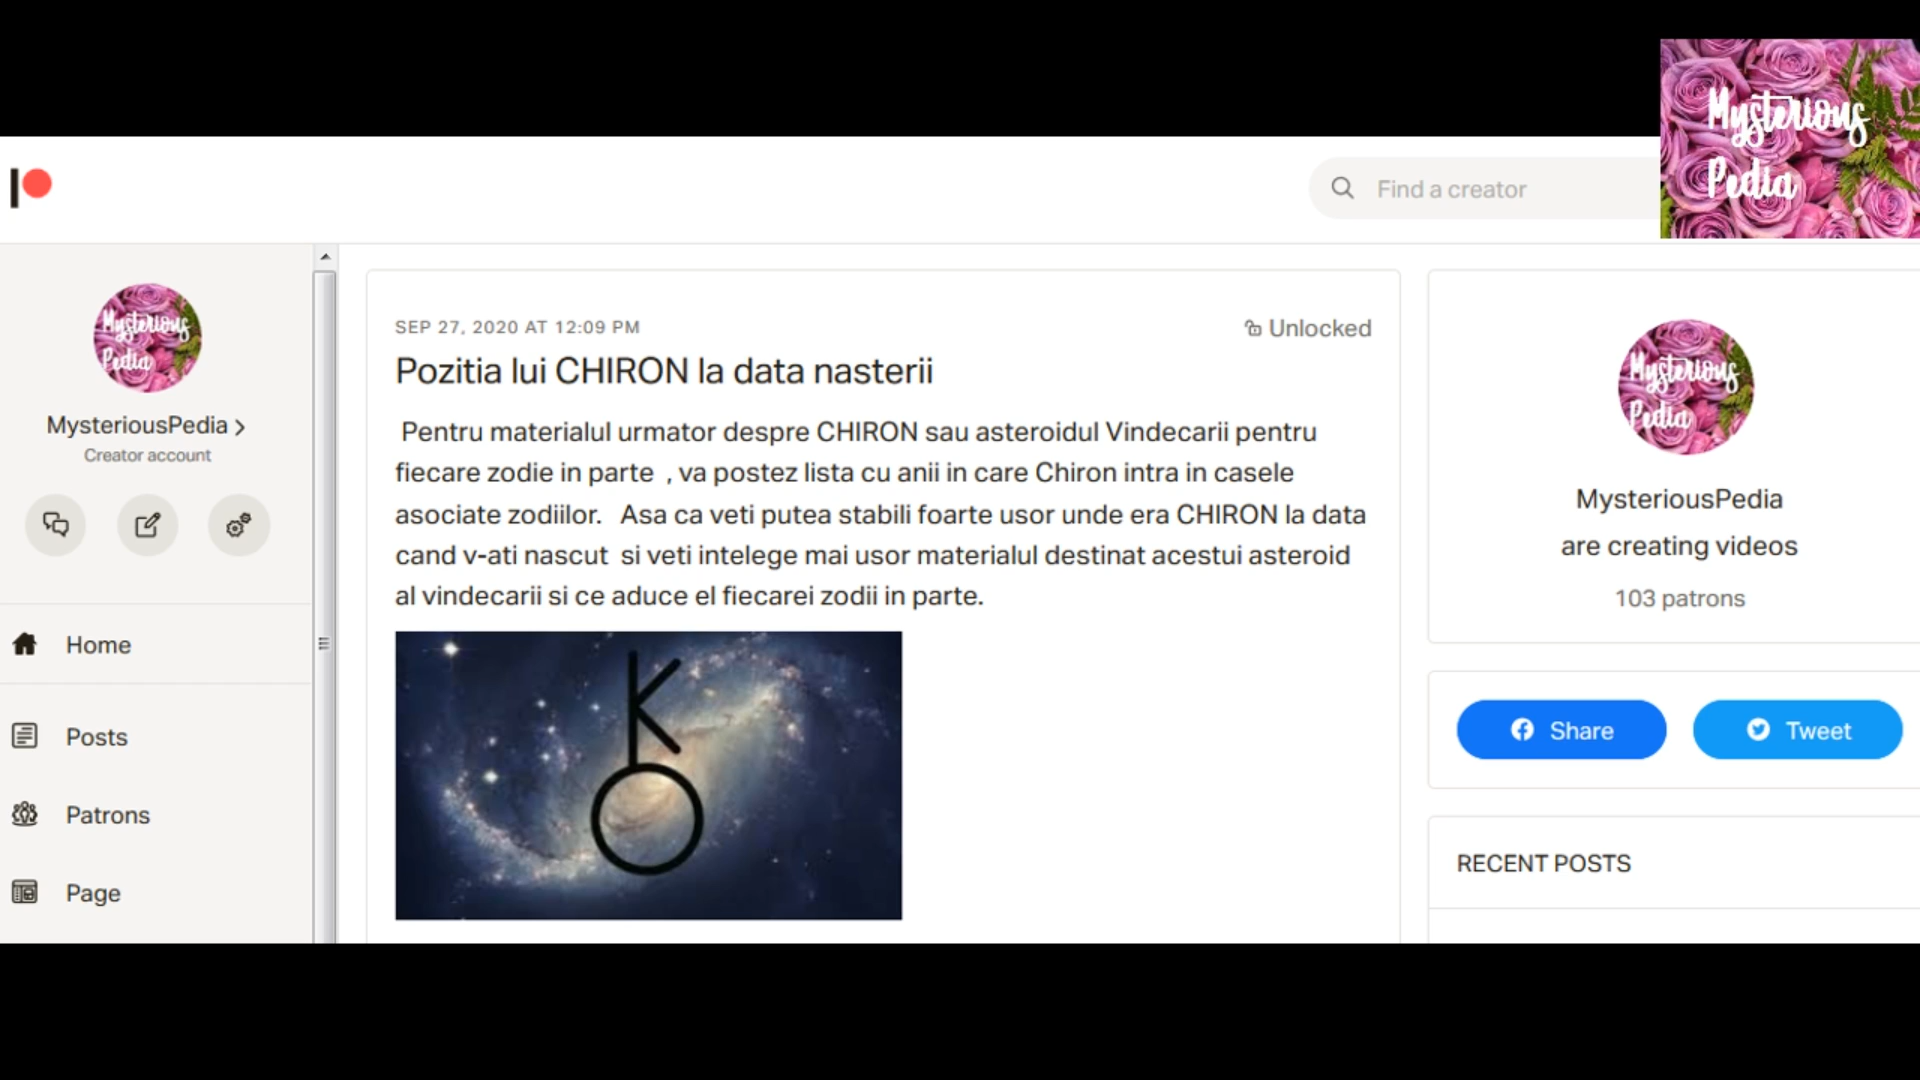 Mysterious
Pedia
Find a creator
Mysterious
Pedia
MysteriousPedia
Creator account
Home
Posts
Patrons
Page
SEP 27, 2020 AT 12:09 PM
Unlocked
Pozitia lui CHIRON la data nasterii
Pentru materialul urmator despre CHIRON sau asteroidul Vindecarii pentru
fiecare zodie in parte , va postez lista cu anii in care Chiron intra in casele
asociate zodiilor. Asa ca veti putea stabili foarte usor unde era CHIRON la data
cand v-ati nascut si veti intelege mai usor materialul destinat acestui asteroid
al vindecarii si ce aduce el fiecarei zodii in parte.
Mysterious
Pedia
MysteriousPedia
are creating videos
103 patrons
Share
Tweet
RECENT POSTS